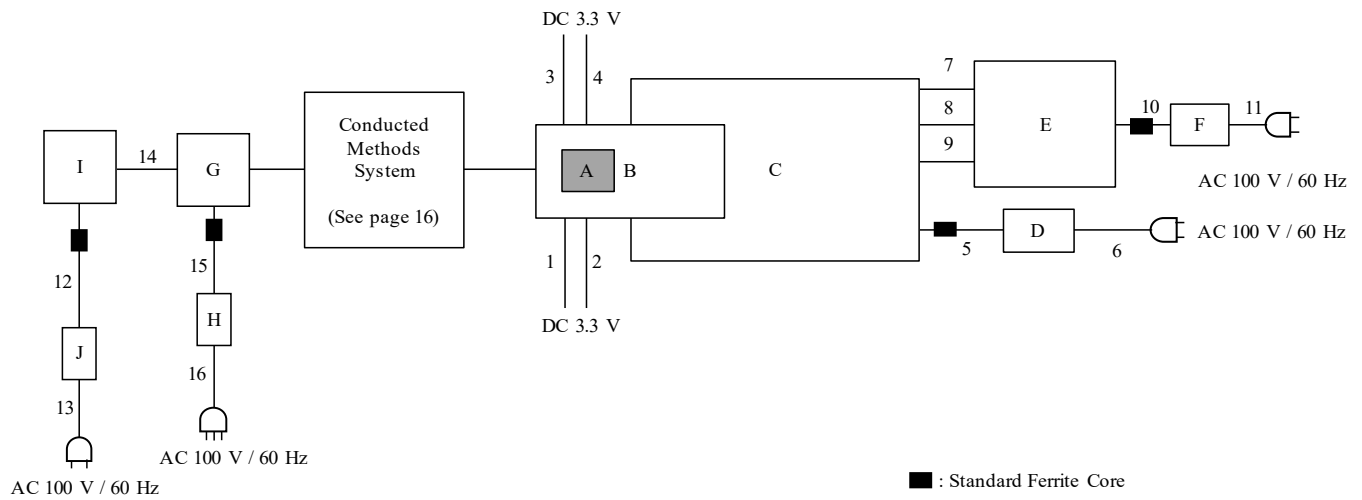 DC 3.3 V
3
4
7
8
9
10
11
E
F
AC 100 V / 60 Hz
Conducted
Methods
System
(See page 16)
I
14
G
A
B
C
D
AC 100 V / 60 Hz
5
6
12
15
1
2
DC 3.3 V
J
H
13
16
AC 100 V / 60 Hz
AC 100 V / 60 Hz
: Standard Ferrite Core